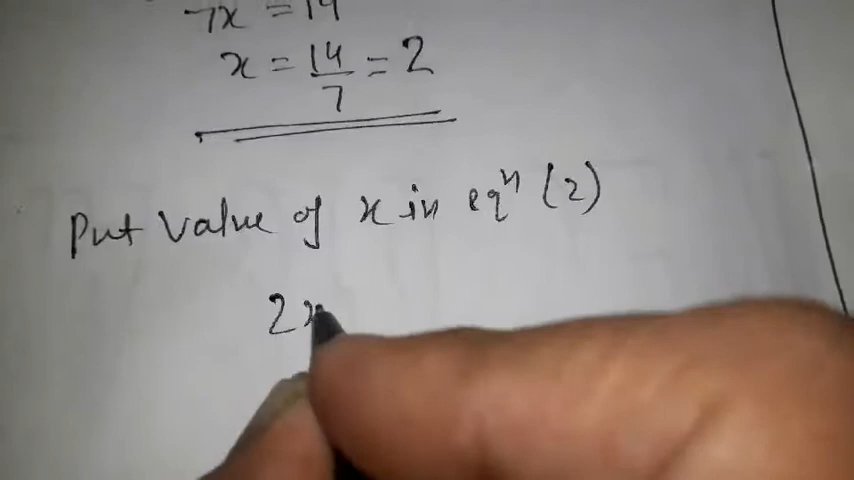 7x = 14
x = 14/7 = 2
Put Value of x in eqⁿ (2)
2x